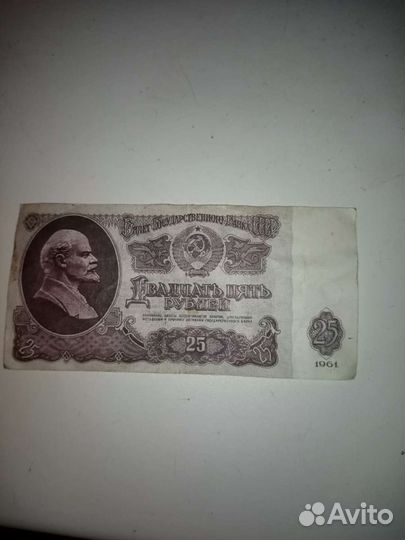 Билет Государственного Банка СССР
Двадцать пять
рублей
25
25
1961
Avito